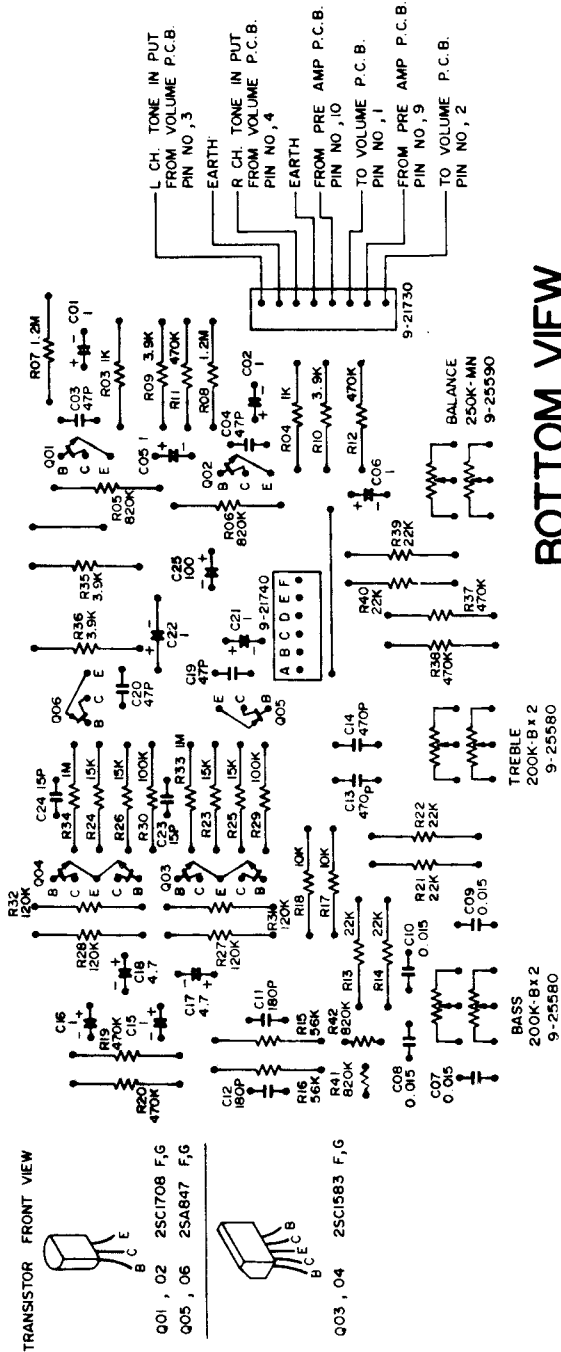 TRANSISTOR FRONT VIEW
B
C
E
Q01 , 02 2SC1708 F,G
Q05 , 06 2SA847 F,G
B
C
E
C
B
Q03 , 04 2SC1583 F,G
R32
120K
R28
120K
C16
1
R19
470K
C15
1
R20
470K
C18
4.7
C17
4.7
R27
120K
R31
120K
C11
180P
C12
180P
R15
56K
R16
56K
R42
820K
R41
820K
R13
22K
R14
22K
R18
10K
R17
10K
C08
0.015
C07
0.015
C10
0.015
C09
0.015
R21
22K
R22
22K
BASS
200K-B x 2
9-25580
Q04
B
C
E
C
B
Q03
B
C
E
C
B
C24 15P
R34 1M
R24 15K
R26 15K
R30 100K
C23
15P
R33 1M
R23 15K
R25 15K
R29 100K
C13
470P
C14
470P
TREBLE
200K-B x 2
9-25580
Q06
B
C
E
C20
47P
C19
47P
Q05
E
C
B
R36
3.9K
R35
3.9K
C22
1
C21
1
C25
100
9-21740
A B C D E F
R38
470K
R37
470K
R40
22K
R39
22K
BALANCE
250K-MN
9-25590
Q01
B
C
E
C03
47P
R05
820K
C05 1
Q02
B
C
E
C04
47P
R06
820K
C06
1
R07 1.2M
C01
1
R03 1K
R09 3.9K
R11 470K
R08 1.2M
C02
1
R04 1K
R10 3.9K
R12 470K
9-21730
L CH. TONE IN PUT
FROM VOLUME P.C.B.
PIN NO , 3
EARTH
R CH. TONE IN PUT
FROM VOLUME P.C.B.
PIN NO , 4
EARTH
FROM PRE AMP P.C.B.
PIN NO , 10
TO VOLUME P.C.B.
PIN NO , 1
FROM PRE AMP P.C.B.
PIN NO , 9
TO VOLUME P.C.B.
PIN NO , 2
BOTTOM VIEW